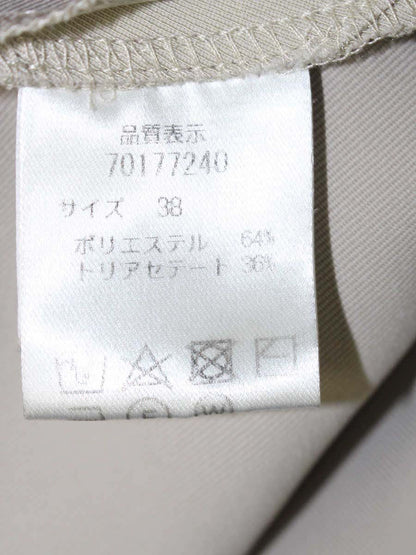 品質表示
70177240
サイズ 38
ポリエステル 64%
トリアセテート 36%